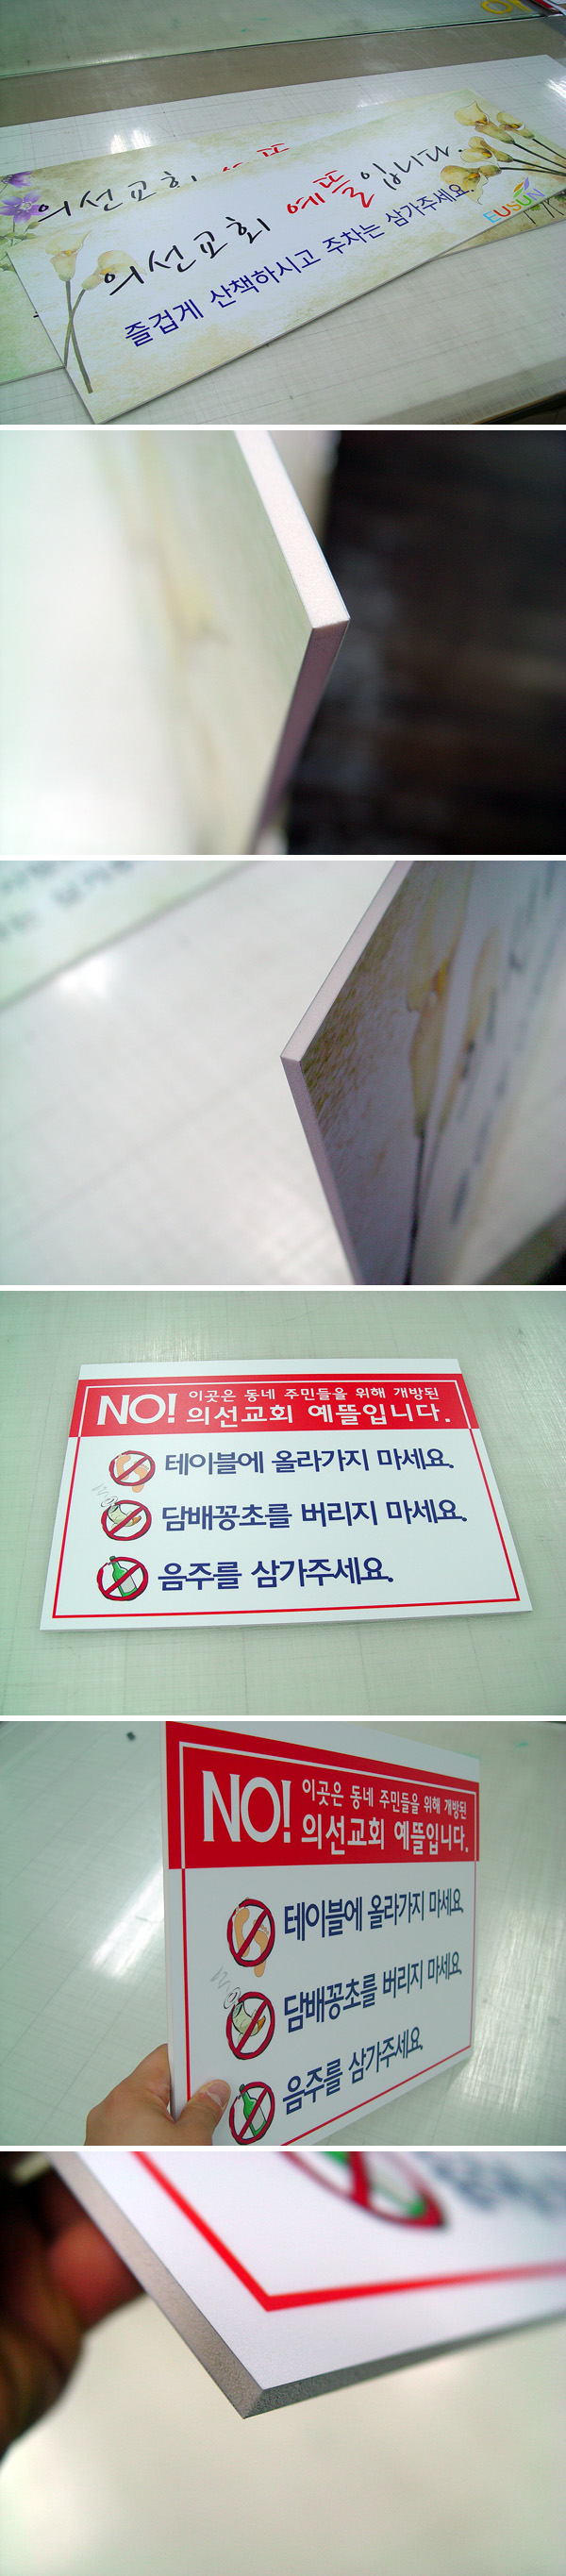 의선교회
의선교회 예뜰입니다.
즐겁게 산책하시고 주차는 삼가주세요.
EUSUN
NO! 이곳은 동네 주민들을 위해 개방된
의선교회 예뜰입니다.
테이블에 올라가지 마세요.
담배꽁초를 버리지 마세요.
음주를 삼가주세요.
NO! 이곳은 동네 주민들을 위해 개방된
의선교회 예뜰입니다.
테이블에 올라가지 마세요.
담배꽁초를 버리지 마세요.
음주를 삼가주세요.